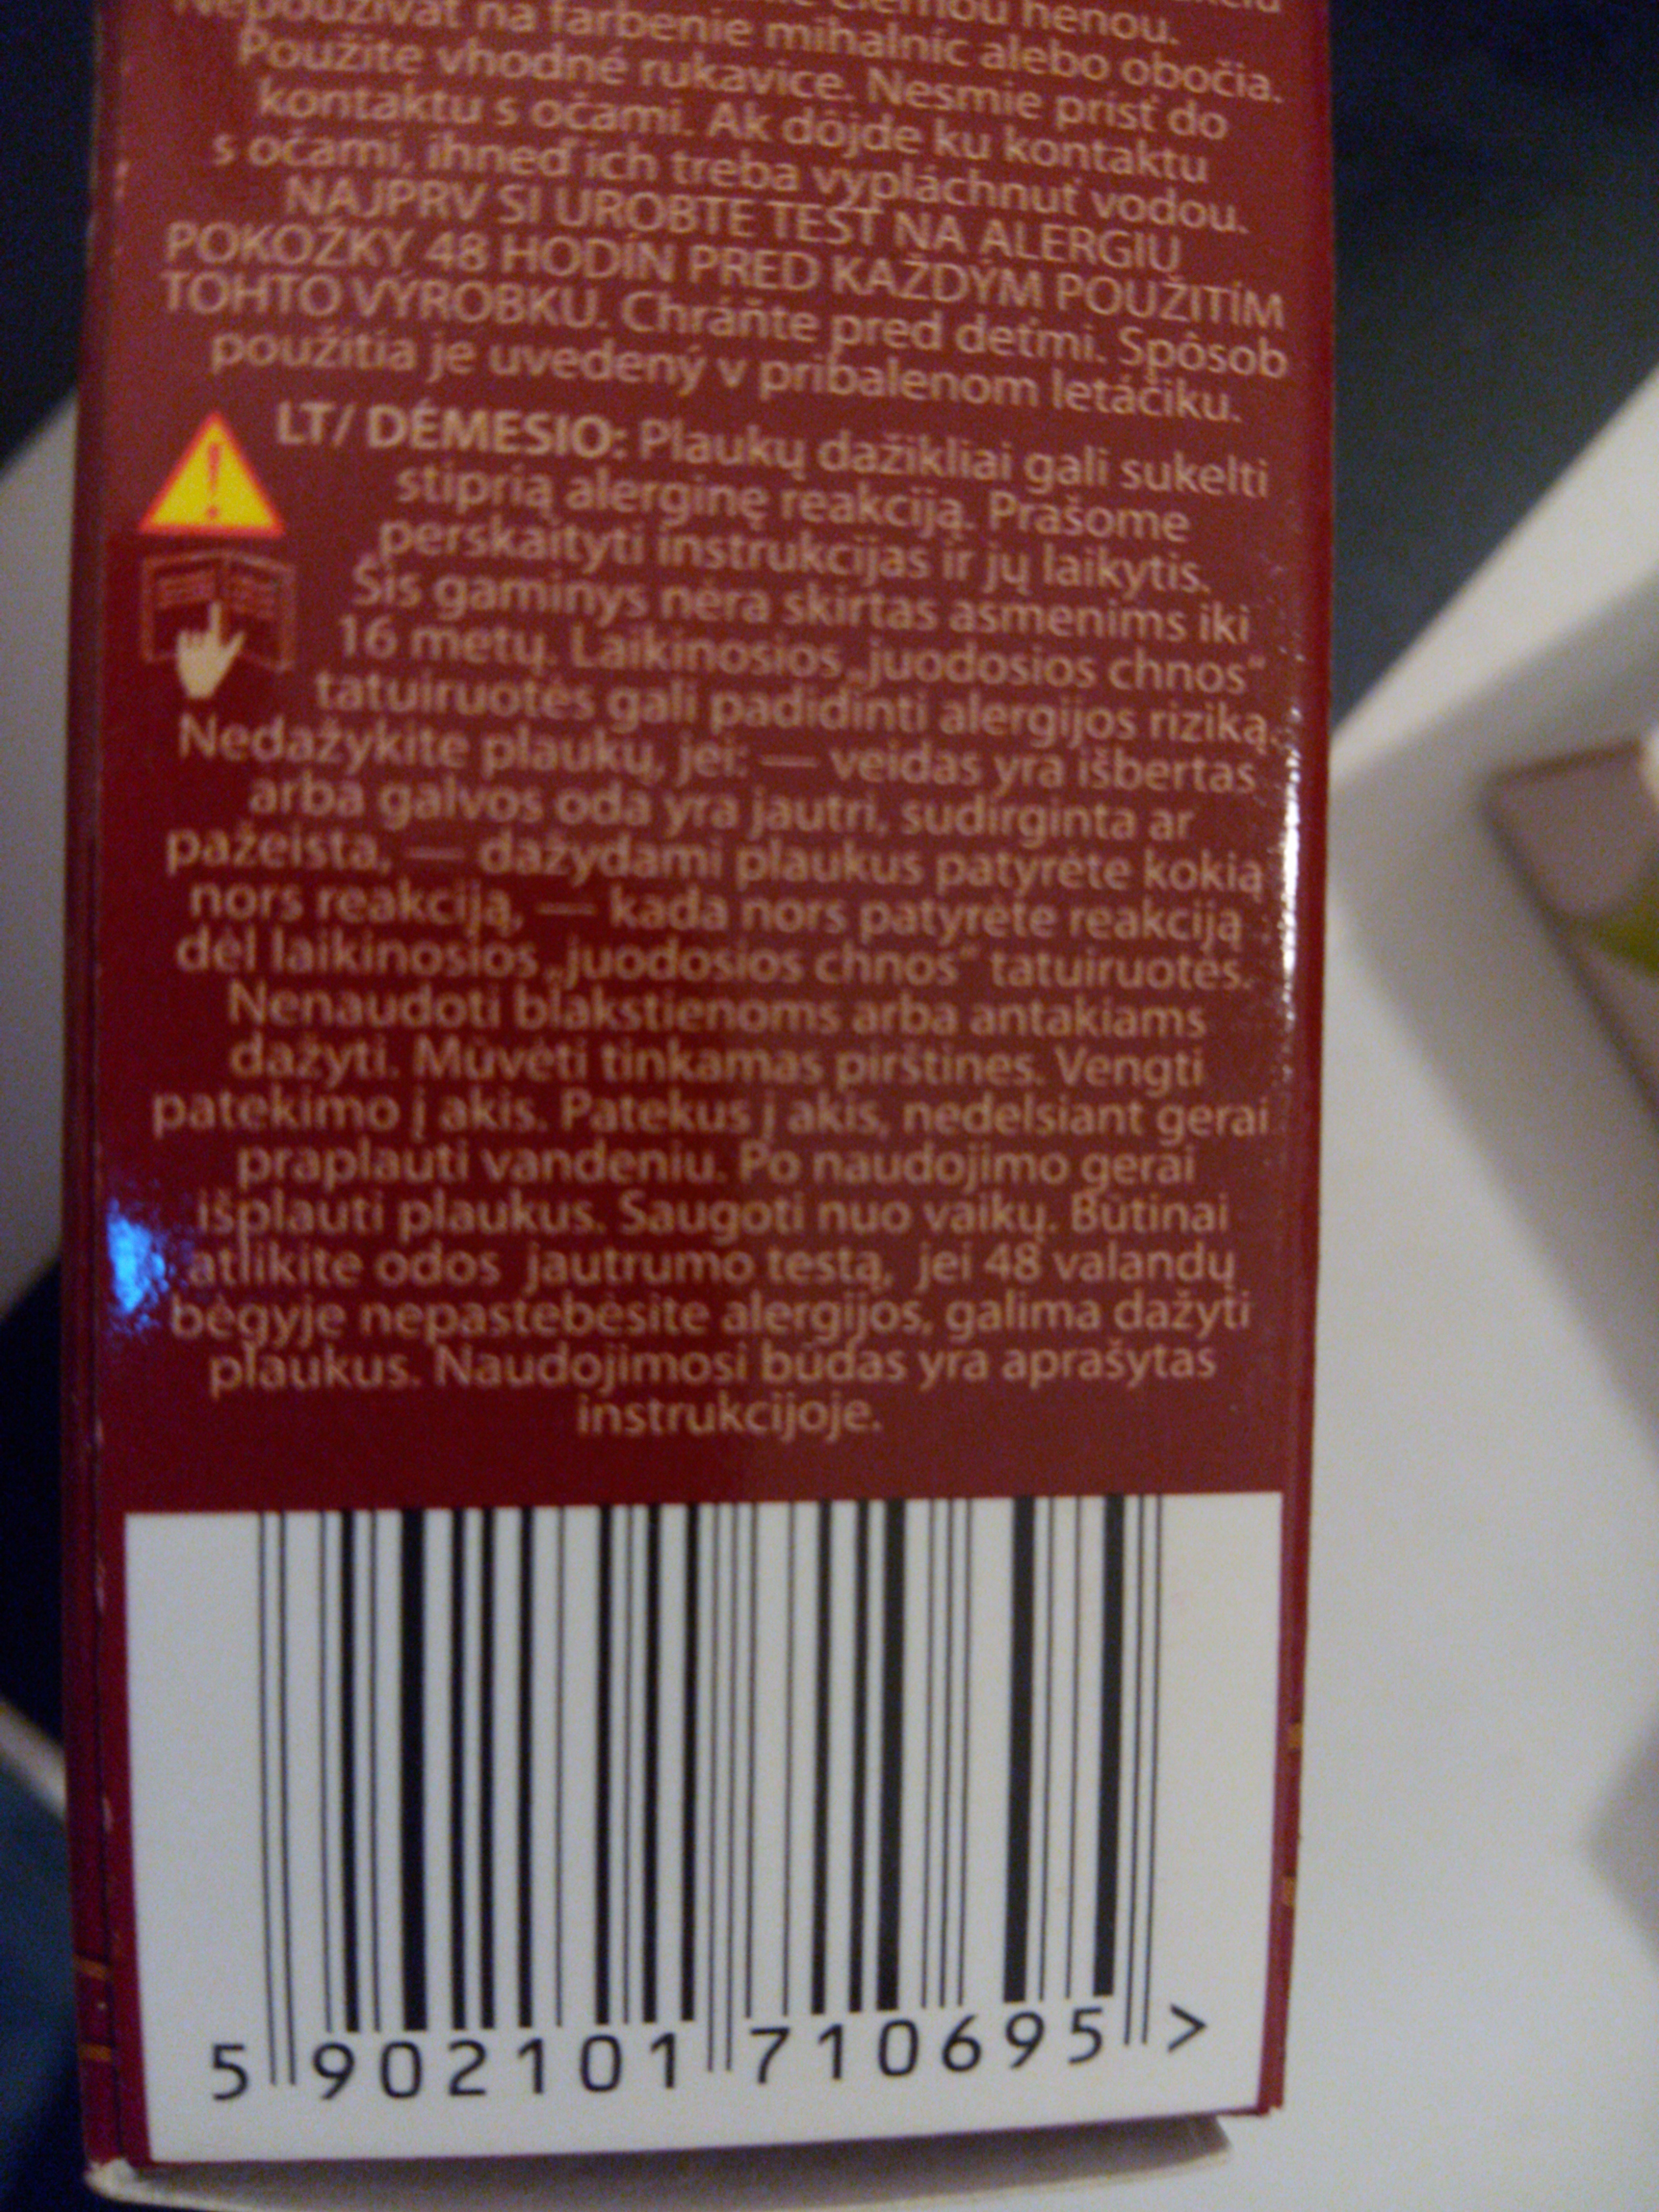 henou.
na farbenie mihalníc alebo obočia.
Použite vhodné rukavice. Nesmie prísť do
kontaktu s očami. Ak dôjde ku kontaktu
s očami, ihneď ich treba vypláchnuť vodou.
NAJPRV SI UROBTE TEST NA ALERGIU
POKOŽKY 48 HODÍN PRED KAŽDÝM POUŽITÍM
TOHTO VÝROBKU. Chráňte pred deťmi. Spôsob
použitia je uvedený v pribalenom letáčiku.
LT/ DĖMESIO: Plaukų dažikliai gali sukelti
stiprią alerginę reakciją. Prašome
perskaityti instrukcijas ir jų laikytis.
Šis gaminys nėra skirtas asmenims iki
16 metų. Laikinosios „juodosios chnos“
tatuiruotės gali padidinti alergijos riziką.
Nedažykite plaukų, jei: — veidas yra išbertas
arba galvos oda yra jautri, sudirginta ar
pažeista, — dažydami plaukus patyrėte kokią
nors reakciją, — kada nors patyrėte reakciją
dėl laikinosios „juodosios chnos“ tatuiruotės.
Nenaudoti blakstienoms arba antakiams
dažyti. Mūvėti tinkamas pirštines. Vengti
patekimo į akis. Patekus į akis, nedelsiant gerai
praplauti vandeniu. Po naudojimo gerai
išplauti plaukus. Saugoti nuo vaikų. Būtinai
atlikite odos jautrumo testą, jei 48 valandų
bėgyje nepastebėsite alergijos, galima dažyti
plaukus. Naudojimosi būdas yra aprašytas
instrukcijoje.
5 902101 710695 >